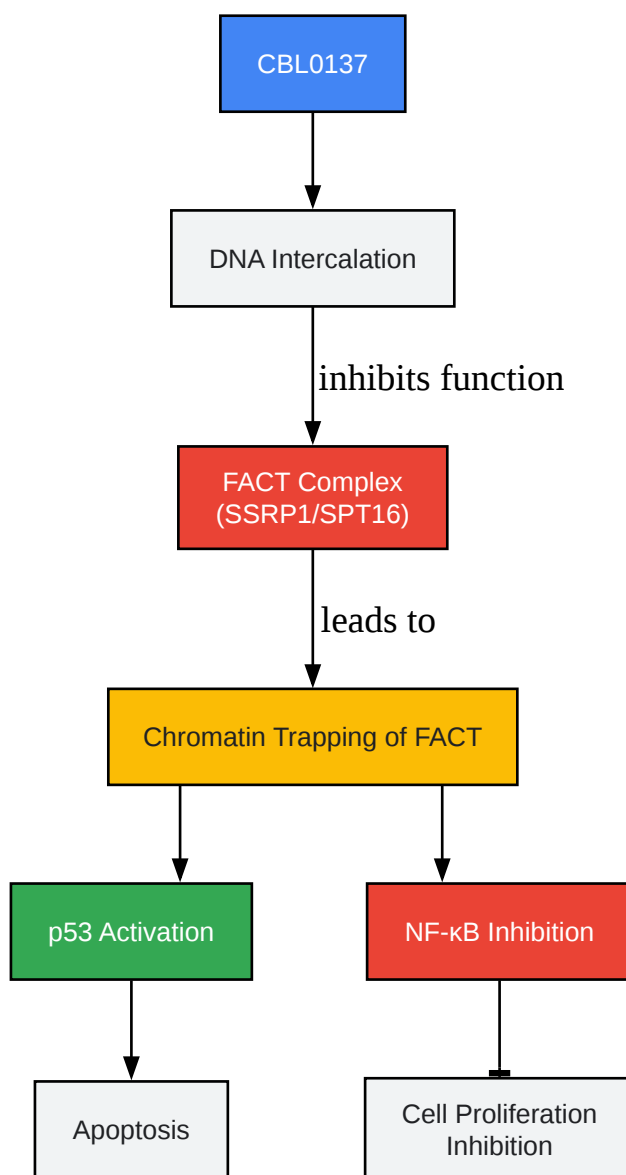 CBL0137
DNA Intercalation
inhibits function
FACT Complex
(SSRP1/SPT16)
leads to
Chromatin Trapping of FACT
p53 Activation
NF-κB Inhibition
Apoptosis
Cell Proliferation
Inhibition